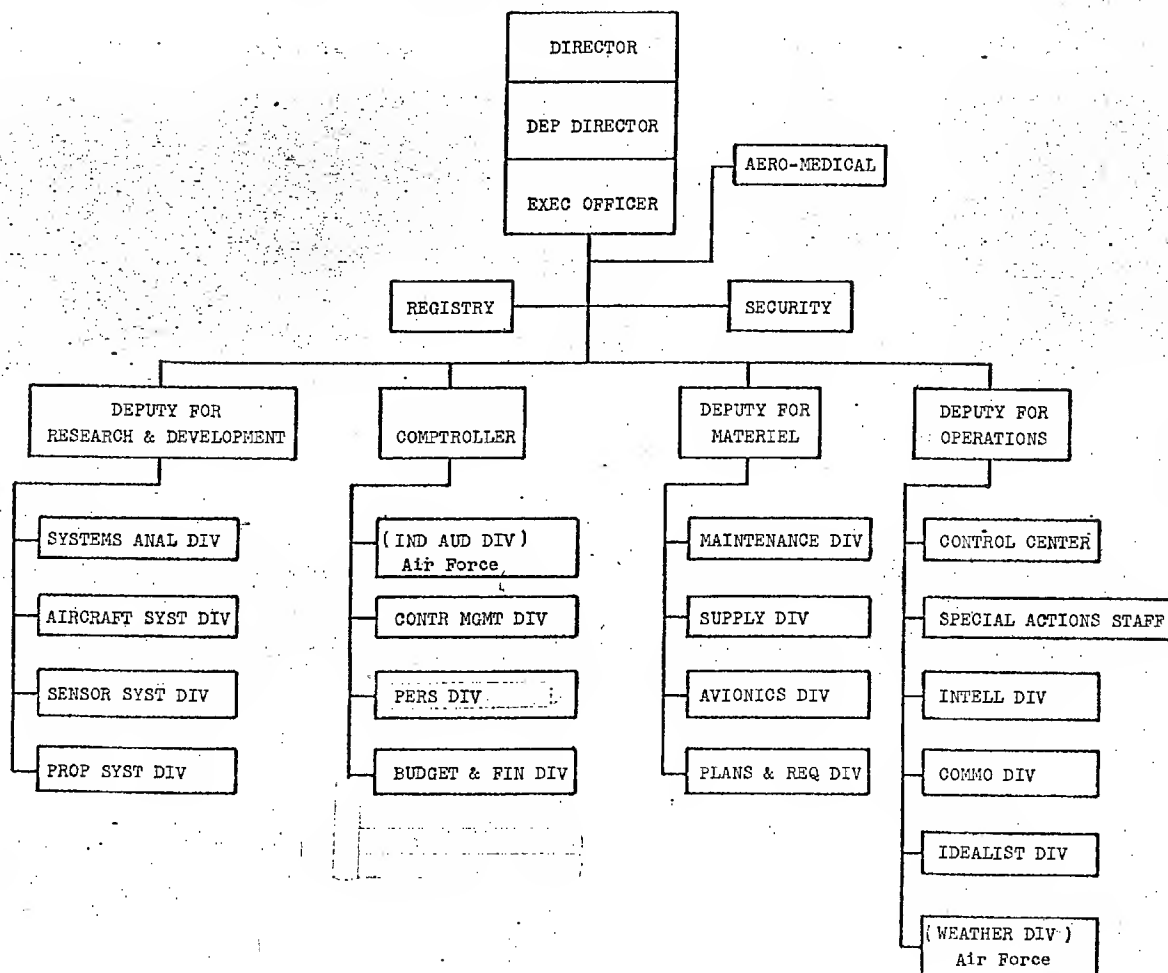 DIRECTOR
DEP DIRECTOR
EXEC OFFICER
AERO-MEDICAL
REGISTRY
SECURITY
DEPUTY FOR
RESEARCH & DEVELOPMENT
COMPTROLLER
DEPUTY FOR
MATERIEL
DEPUTY FOR
OPERATIONS
SYSTEMS ANAL DIV
AIRCRAFT SYST DIV
SENSOR SYST DIV
PROP SYST DIV
(IND AUD DIV)
Air Force
CONTR MGMT DIV
PERS DIV
BUDGET & FIN DIV
MAINTENANCE DIV
SUPPLY DIV
AVIONICS DIV
PLANS & REQ DIV
CONTROL CENTER
SPECIAL ACTIONS STAFF
INTELL DIV
COMMO DIV
IDEALIST DIV
(WEATHER DIV)
Air Force